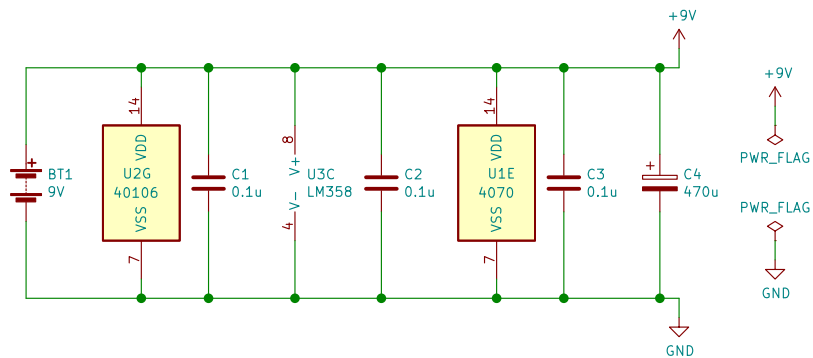 +9V
+9V
14
VDD
U2G
40106
VSS
7
BT1
9V
C1
0.1u
8
V+
U3C
LM358
V-
4
C2
0.1u
14
VDD
U1E
4070
VSS
7
C3
0.1u
C4
470u
PWR_FLAG
PWR_FLAG
GND
GND